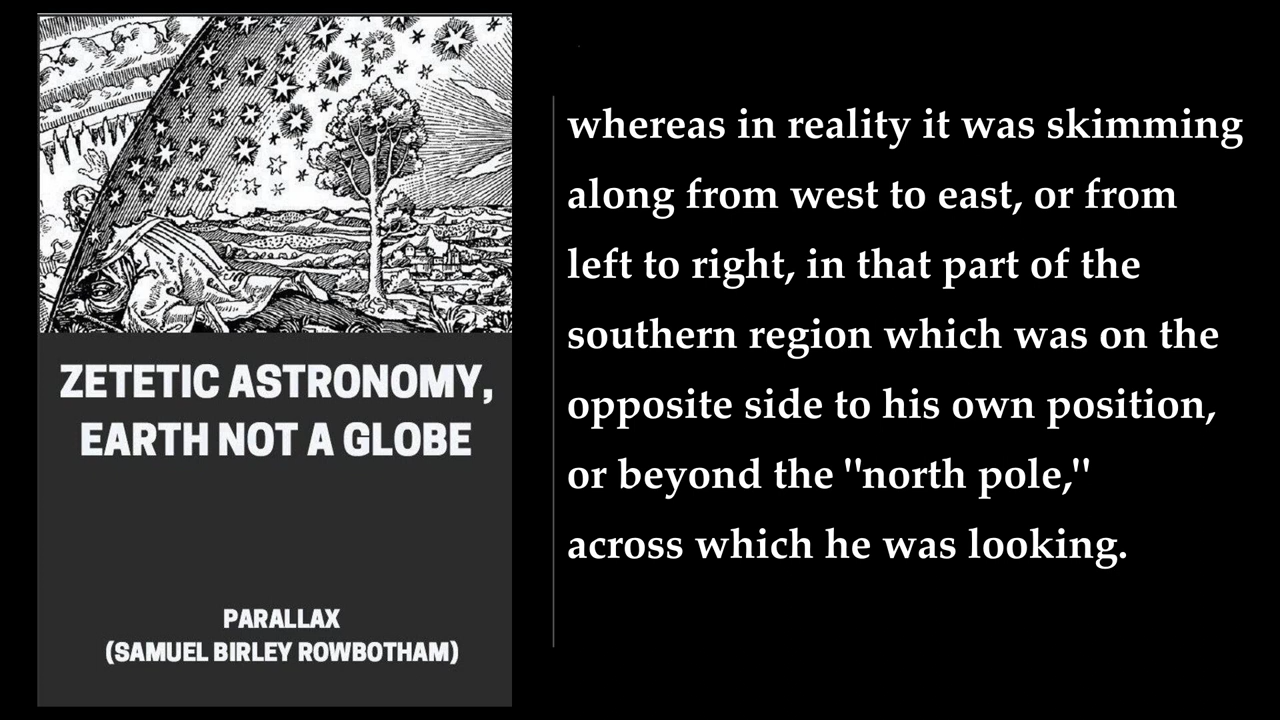 ZETETIC ASTRONOMY,
EARTH NOT A GLOBE
PARALLAX
(SAMUEL BIRLEY ROWBOTHAM)
whereas in reality it was skimming
along from west to east, or from
left to right, in that part of the
southern region which was on the
opposite side to his own position,
or beyond the "north pole,"
across which he was looking.